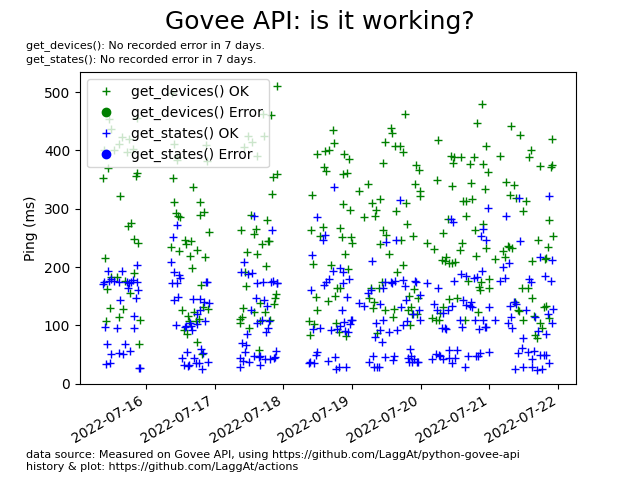 Govee API: is it working?
get_devices(): No recorded error in 7 days.
get_states(): No recorded error in 7 days.
get_devices() OK
get_devices() Error
get_states() OK
get_states() Error
Ping (ms)
500
400
300
200
100
0
2022-07-16
2022-07-17
2022-07-18
2022-07-19
2022-07-20
2022-07-21
2022-07-22
data source: Measured on Govee API, using https://github.com/LaggAt/python-govee-api
history & plot: https://github.com/LaggAt/actions